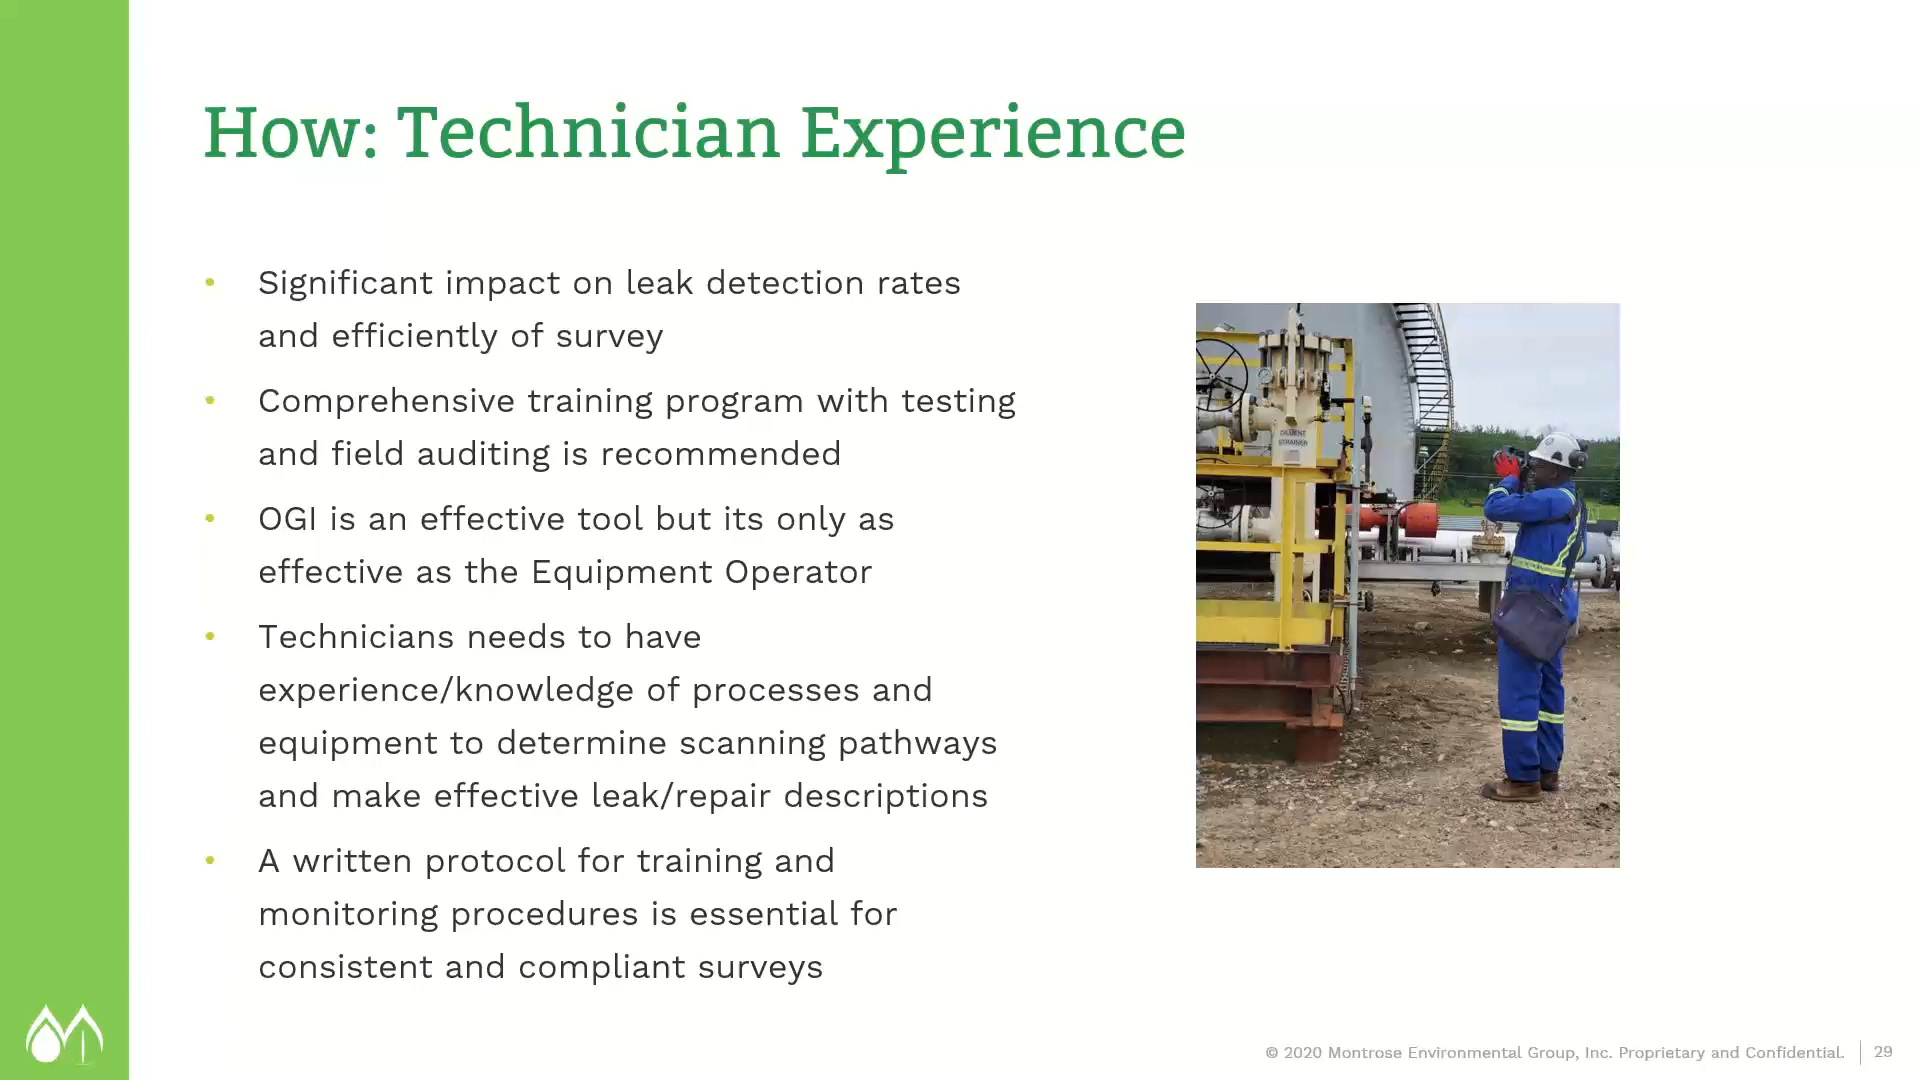 How: Technician Experience
• Significant impact on leak detection rates
and efficiently of survey
• Comprehensive training program with testing
and field auditing is recommended
• OGI is an effective tool but its only as
effective as the Equipment Operator
• Technicians needs to have
experience/knowledge of processes and
equipment to determine scanning pathways
and make effective leak/repair descriptions
• A written protocol for training and
monitoring procedures is essential for
consistent and compliant surveys
DILUENT
STRAINER
© 2020 Montrose Environmental Group, Inc. Proprietary and Confidential. 29